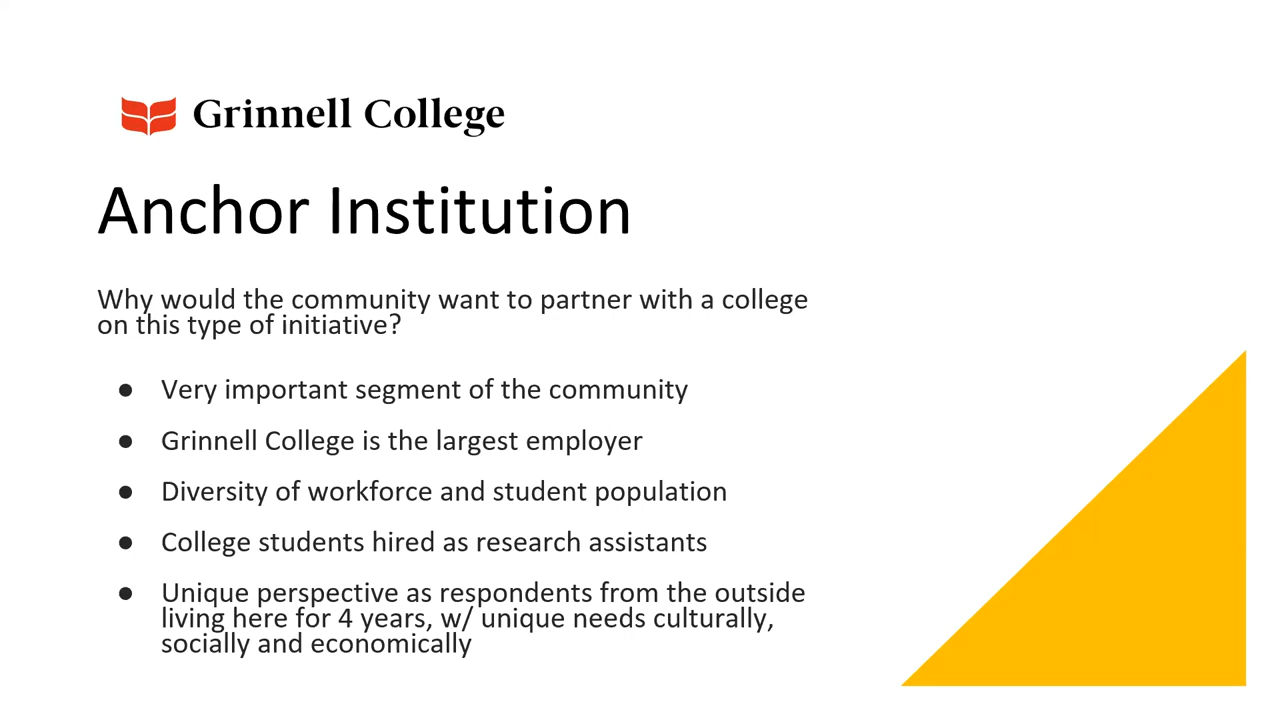 Grinnell College
Anchor Institution
Why would the community want to partner with a college
on this type of initiative?
● Very important segment of the community
● Grinnell College is the largest employer
● Diversity of workforce and student population
● College students hired as research assistants
● Unique perspective as respondents from the outside
living here for 4 years, w/ unique needs culturally,
socially and economically